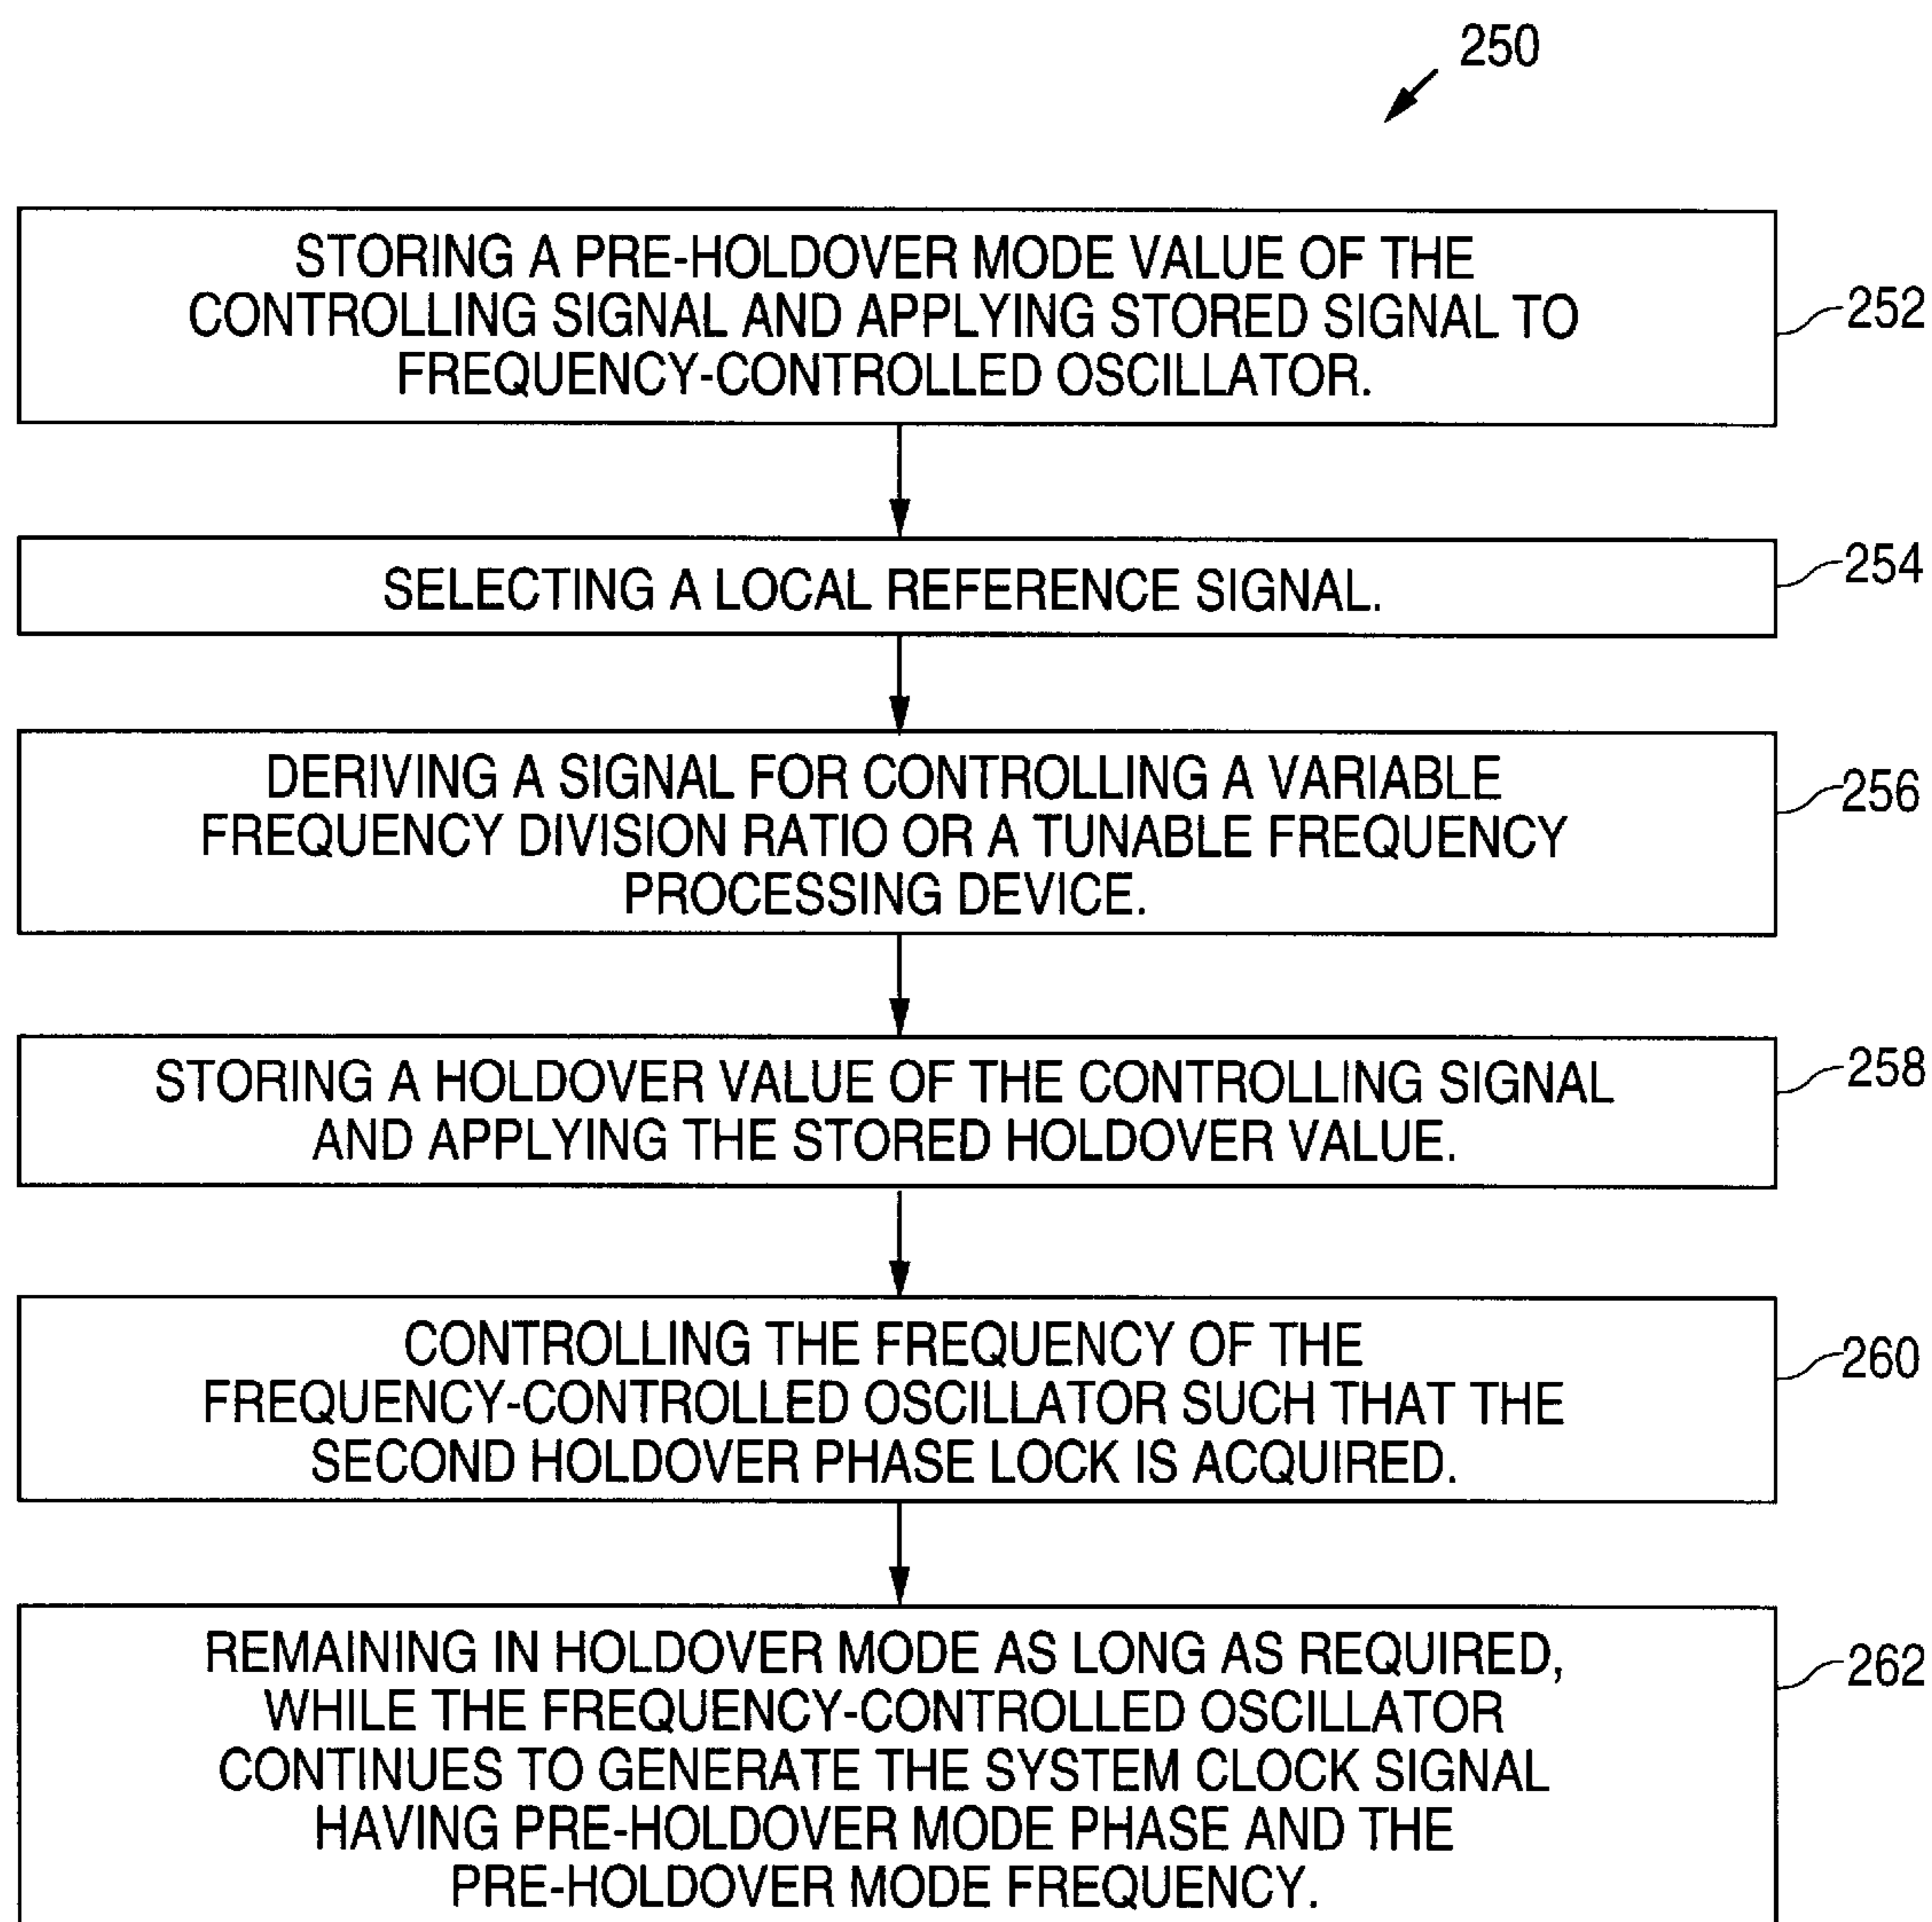 250
STORING A PRE-HOLDOVER MODE VALUE OF THE
CONTROLLING SIGNAL AND APPLYING STORED SIGNAL TO
FREQUENCY-CONTROLLED OSCILLATOR.
252
SELECTING A LOCAL REFERENCE SIGNAL.
254
DERIVING A SIGNAL FOR CONTROLLING A VARIABLE
FREQUENCY DIVISION RATIO OR A TUNABLE FREQUENCY
PROCESSING DEVICE.
256
STORING A HOLDOVER VALUE OF THE CONTROLLING SIGNAL
AND APPLYING THE STORED HOLDOVER VALUE.
258
CONTROLLING THE FREQUENCY OF THE
FREQUENCY-CONTROLLED OSCILLATOR SUCH THAT THE
SECOND HOLDOVER PHASE LOCK IS ACQUIRED.
260
REMAINING IN HOLDOVER MODE AS LONG AS REQUIRED,
WHILE THE FREQUENCY-CONTROLLED OSCILLATOR
CONTINUES TO GENERATE THE SYSTEM CLOCK SIGNAL
HAVING PRE-HOLDOVER MODE PHASE AND THE
PRE-HOLDOVER MODE FREQUENCY.
262